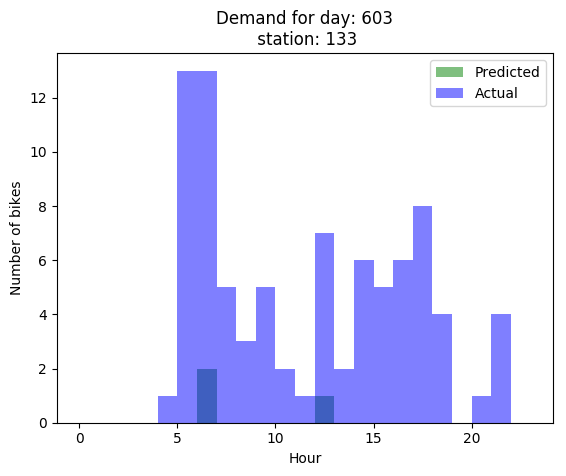 Demand for day: 603
station: 133
Predicted
Actual
Number of bikes
12
10
8
6
4
2
0
0
5
10
15
20
Hour